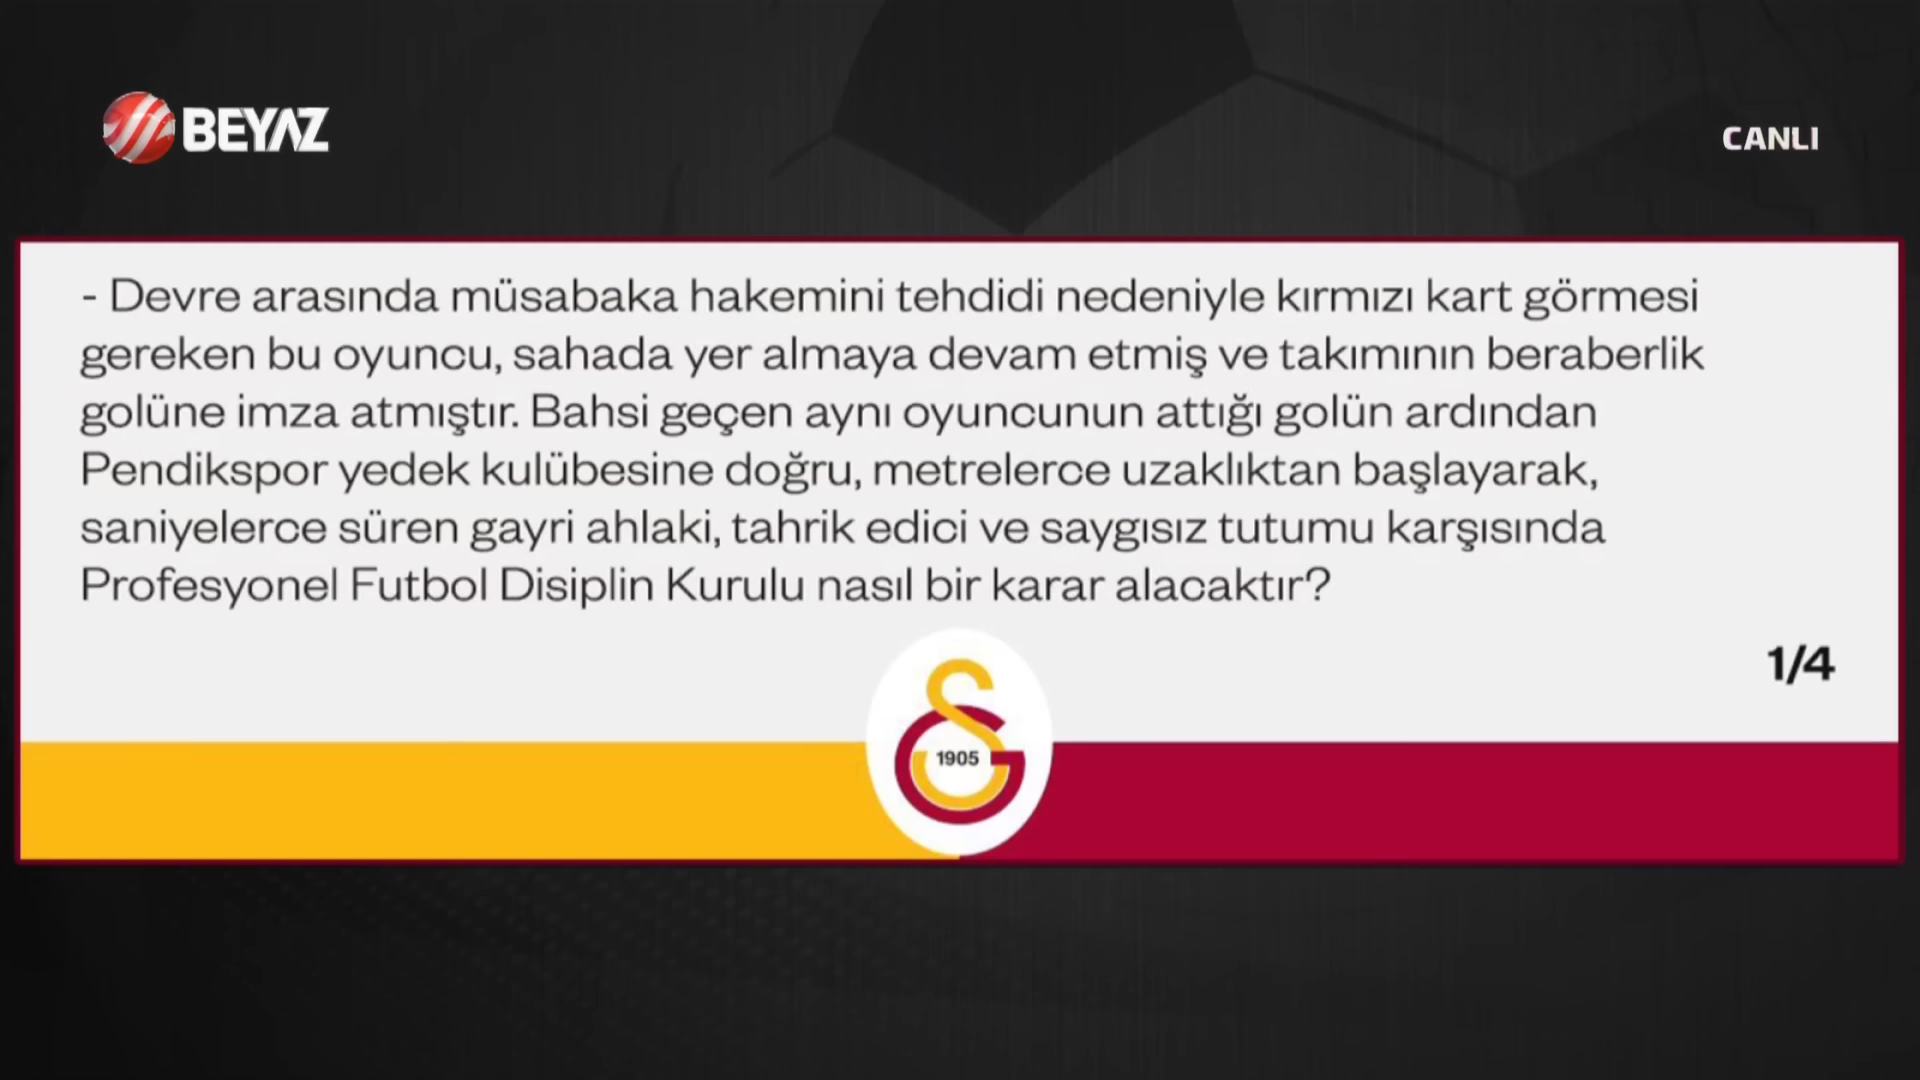 BEYAZ
CANLI
- Devre arasında müsabaka hakemini tehdidi nedeniyle kırmızı kart görmesi
gereken bu oyuncu, sahada yer almaya devam etmiş ve takımının beraberlik
golüne imza atmıştır. Bahsi geçen aynı oyuncunun attığı golün ardından
Pendikspor yedek kulübesine doğru, metrelerce uzaklıktan başlayarak,
saniyelerce süren gayri ahlaki, tahrik edici ve saygısız tutumu karşısında
Profesyonel Futbol Disiplin Kurulu nasıl bir karar alacaktır?
1/4
1905